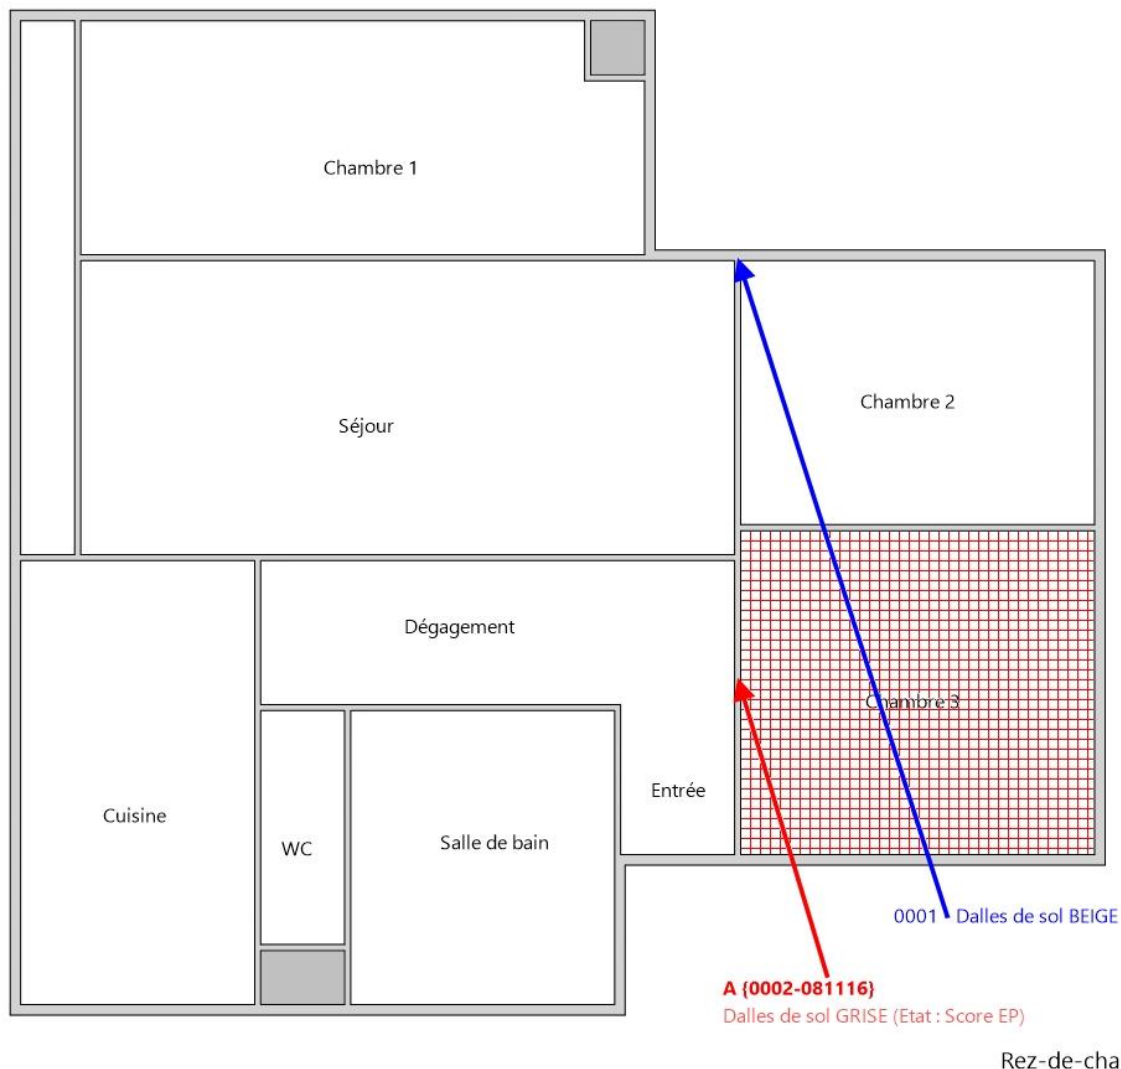 Chambre 1
Chambre 2
Séjour
Dégagement
Chambre 3
Entrée
Cuisine
Salle de bain
WC
0001 Dalles de sol BEIGE
A {0002-081116}
Dalles de sol GRISE (Etat : Score EP)
Rez-de-cha